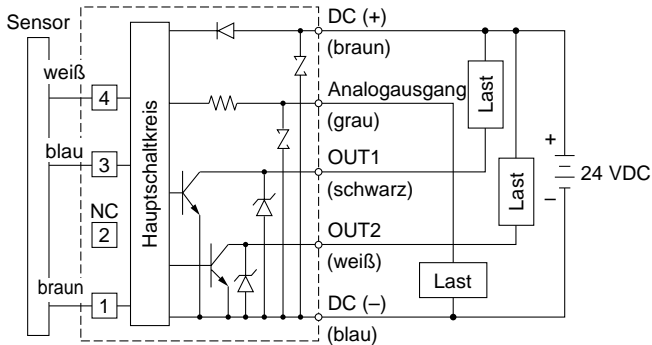 Sensor
weiß
4
blau
3
NC
2
braun
1
Hauptschaltkreis
DC (+)
(braun)
Analogausgang
(grau)
OUT1
(schwarz)
OUT2
(weiß)
DC (–)
(blau)
Last
Last
Last
+
24 VDC
–